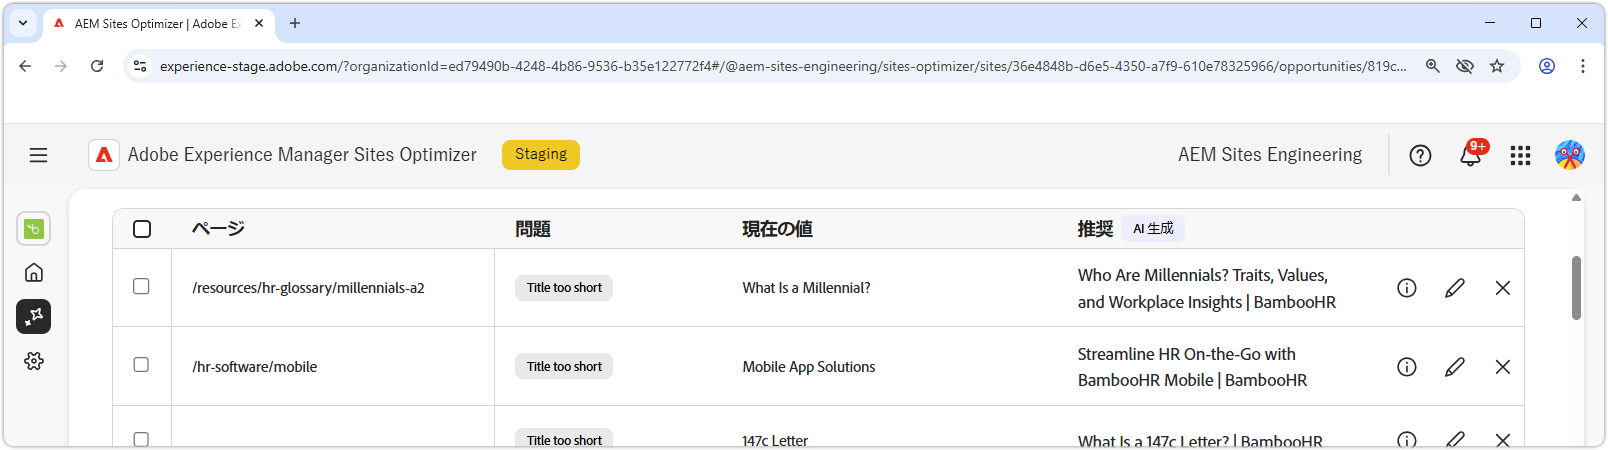 AEM Sites Optimizer | Adobe Ex
experience-stage.adobe.com/?organizationId=ed79490b-4248-4b86-9536-b35e122772f4#/@aem-sites-engineering/sites-optimizer/sites/36e4848b-d6e5-4350-a7f9-610e78325966/opportunities/819c...
Adobe Experience Manager Sites Optimizer
Staging
AEM Sites Engineering
9+
ページ
問題
現在の値
推奨
AI 生成
/resources/hr-glossary/millennials-a2
Title too short
What Is a Millennial?
Who Are Millennials? Traits, Values,
and Workplace Insights | BambooHR
/hr-software/mobile
Title too short
Mobile App Solutions
Streamline HR On-the-Go with
BambooHR Mobile | BambooHR
Title too short
147c Letter
What Is a 147c Letter? | BambooHR